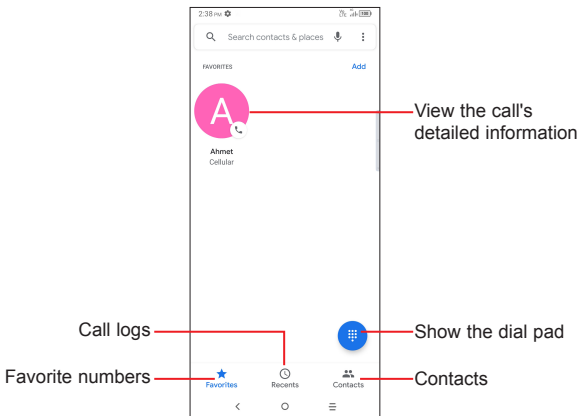 2:38 PM
Search contacts & places
FAVORITES Add
A
View the call's
detailed information
Ahmet
Cellular
Call logs
Show the dial pad
Favorite numbers
Favorites Recents Contacts
Contacts